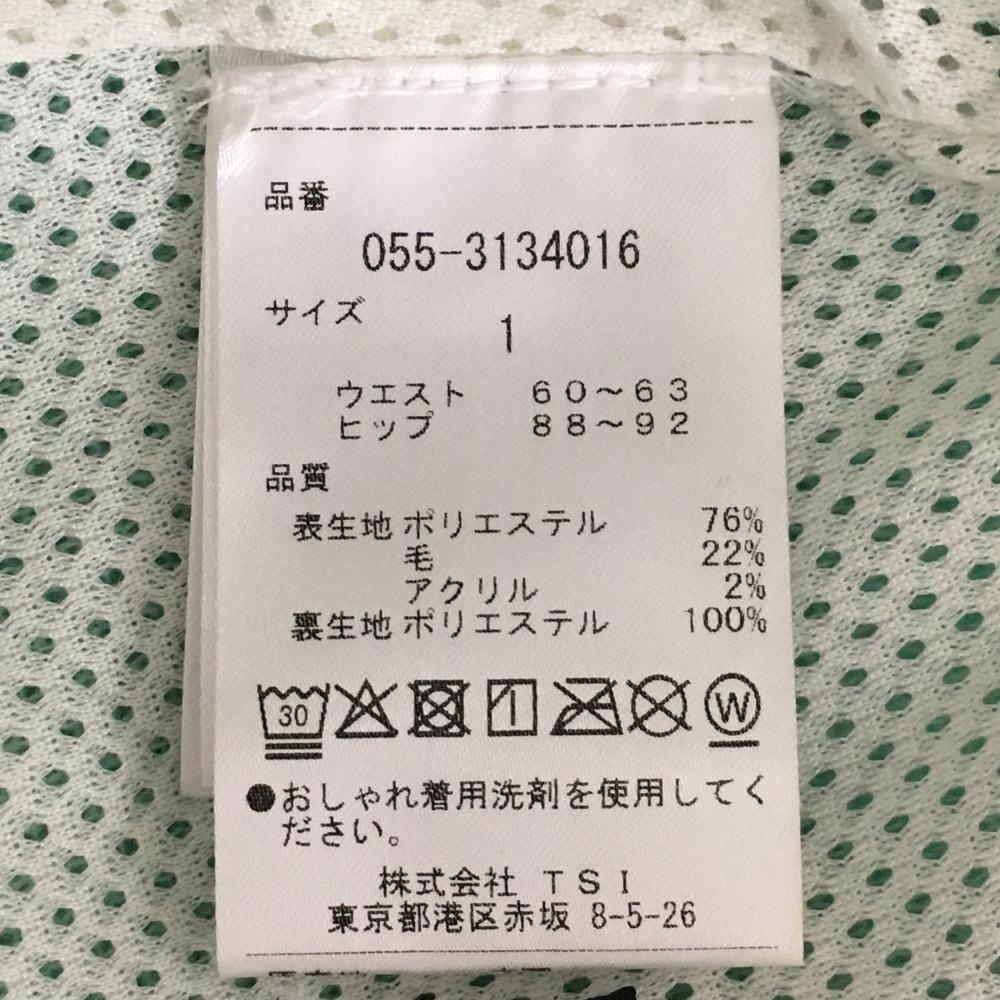 品番
055-3134016
サイズ
1
ウエスト 60～63
ヒップ 88～92
品質
表生地 ポリエステル 76%
毛 22%
アクリル 2%
裏生地 ポリエステル 100%
30
W
●おしゃれ着用洗剤を使用してく
ださい。
株式会社 TSI
東京都港区赤坂 8-5-26